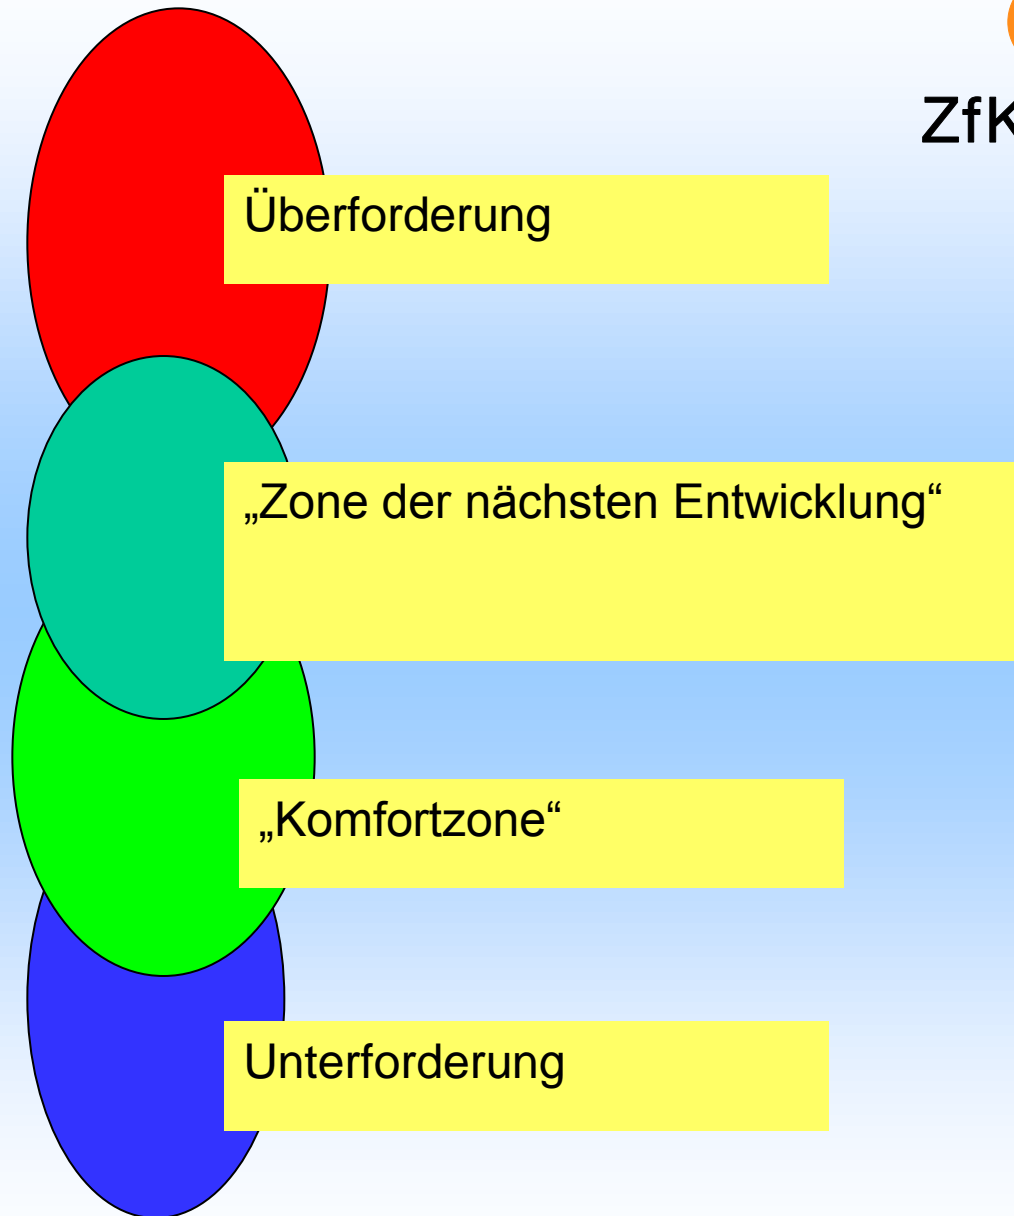 ZfK
Überforderung
„Zone der nächsten Entwicklung“
„Komfortzone“
Unterforderung